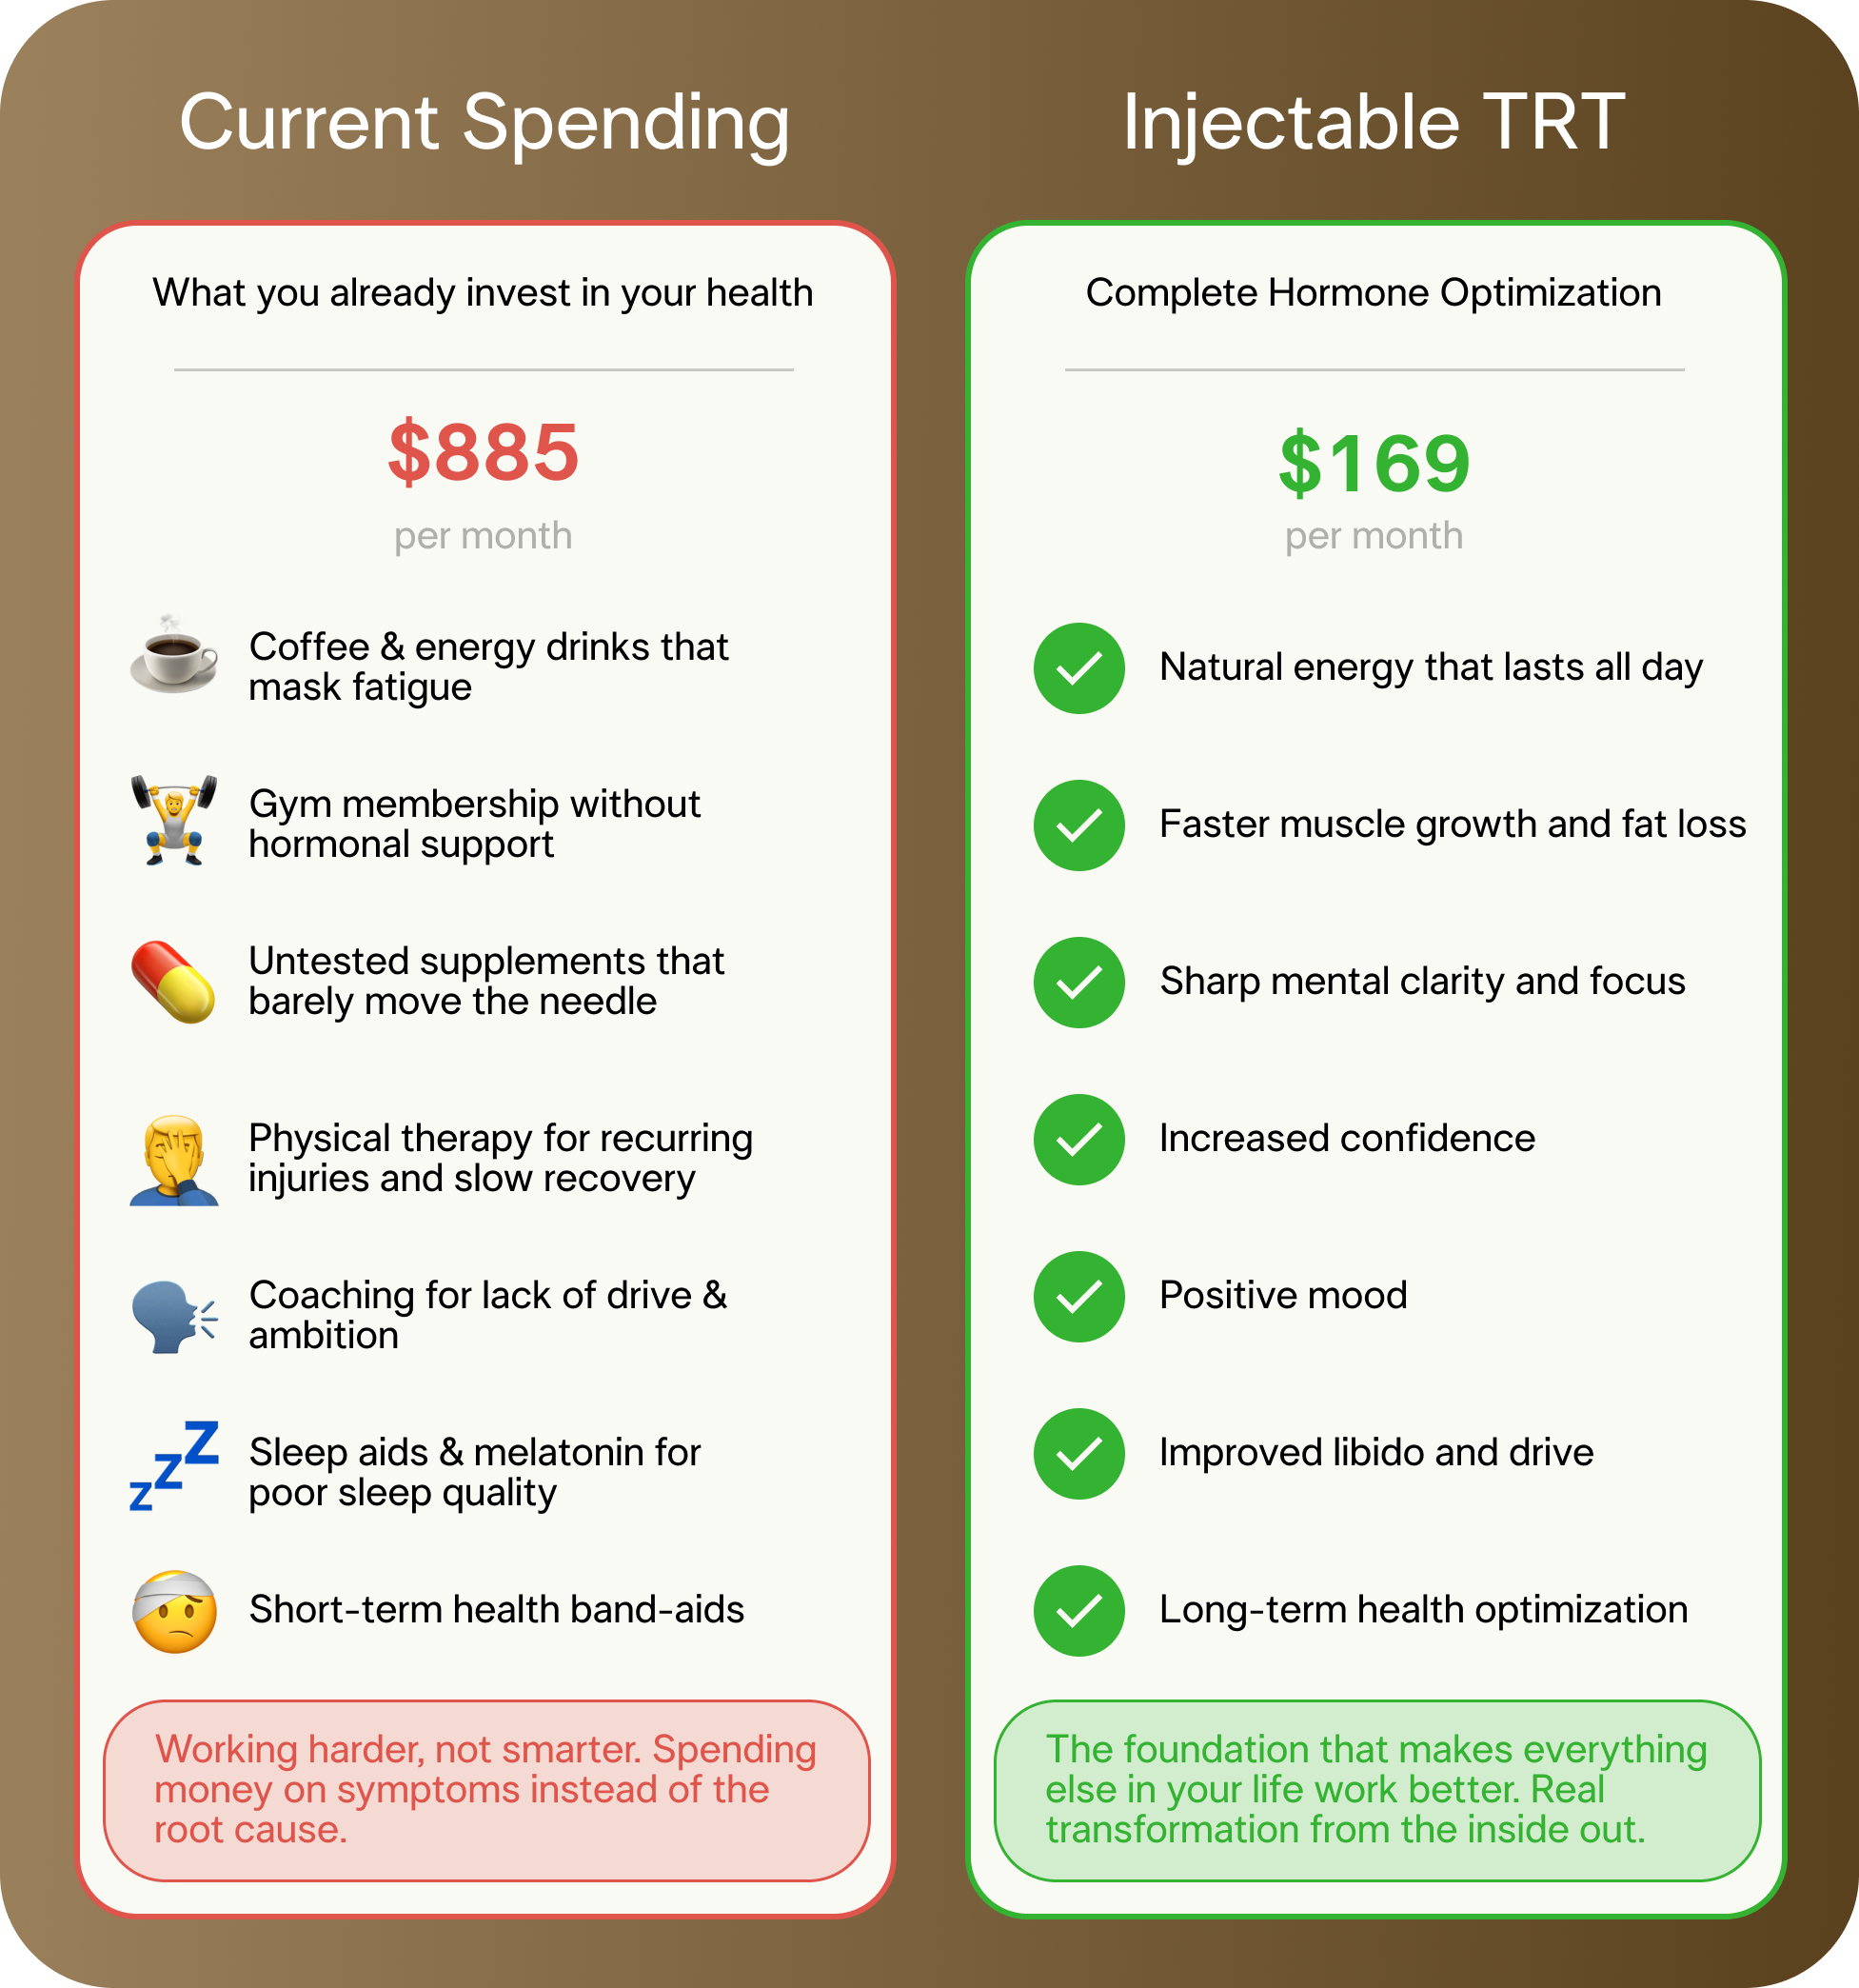 Current Spending
What you already invest in your health
$885
per month
Coffee & energy drinks that
mask fatigue
Gym membership without
hormonal support
Untested supplements that
barely move the needle
Physical therapy for recurring
injuries and slow recovery
Coaching for lack of drive &
ambition
Sleep aids & melatonin for
poor sleep quality
Short-term health band-aids
Working harder, not smarter. Spending
money on symptoms instead of the
root cause.
Injectable TRT
Complete Hormone Optimization
$169
per month
Natural energy that lasts all day
Faster muscle growth and fat loss
Sharp mental clarity and focus
Increased confidence
Positive mood
Improved libido and drive
Long-term health optimization
The foundation that makes everything
else in your life work better. Real
transformation from the inside out.